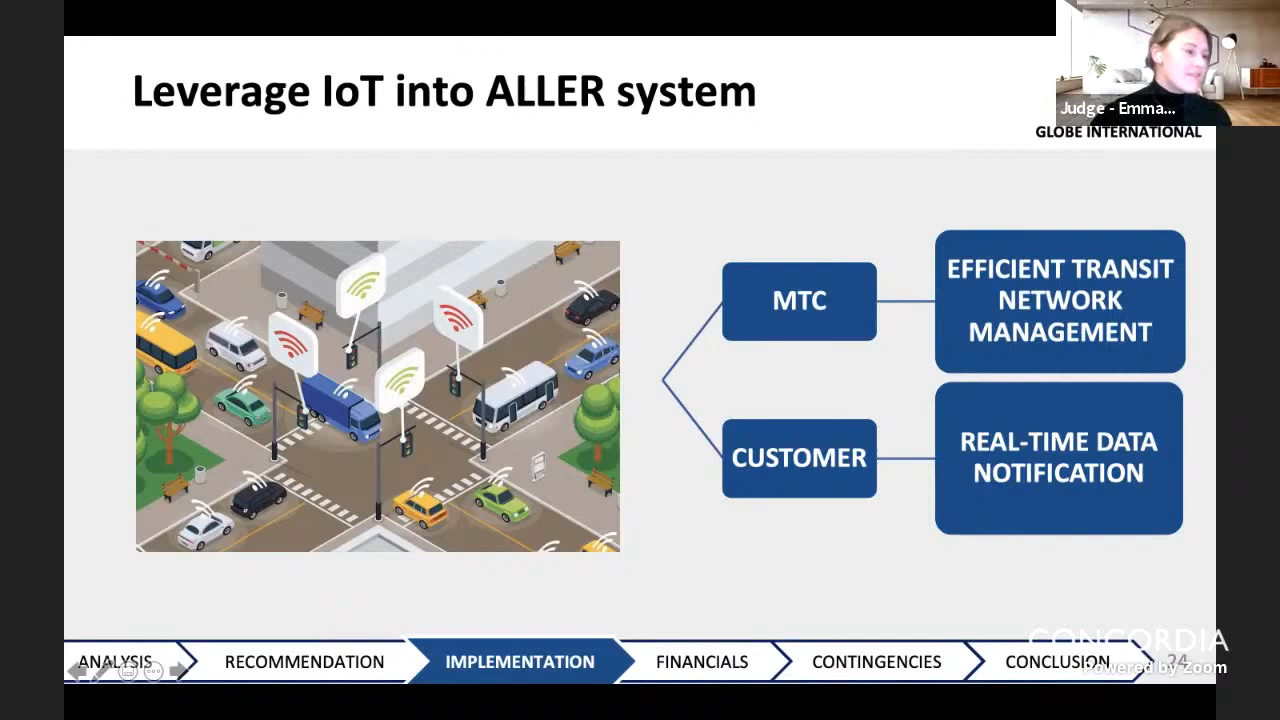 Leverage IoT into ALLER system
Judge - Emma...
GLOBE INTERNATIONAL
MTC
EFFICIENT TRANSIT
NETWORK
MANAGEMENT
CUSTOMER
REAL-TIME DATA
NOTIFICATION
CONCORDIA
ANALYSIS
RECOMMENDATION
IMPLEMENTATION
FINANCIALS
CONTINGENCIES
CONCLUSION
24
Powered by Zoom